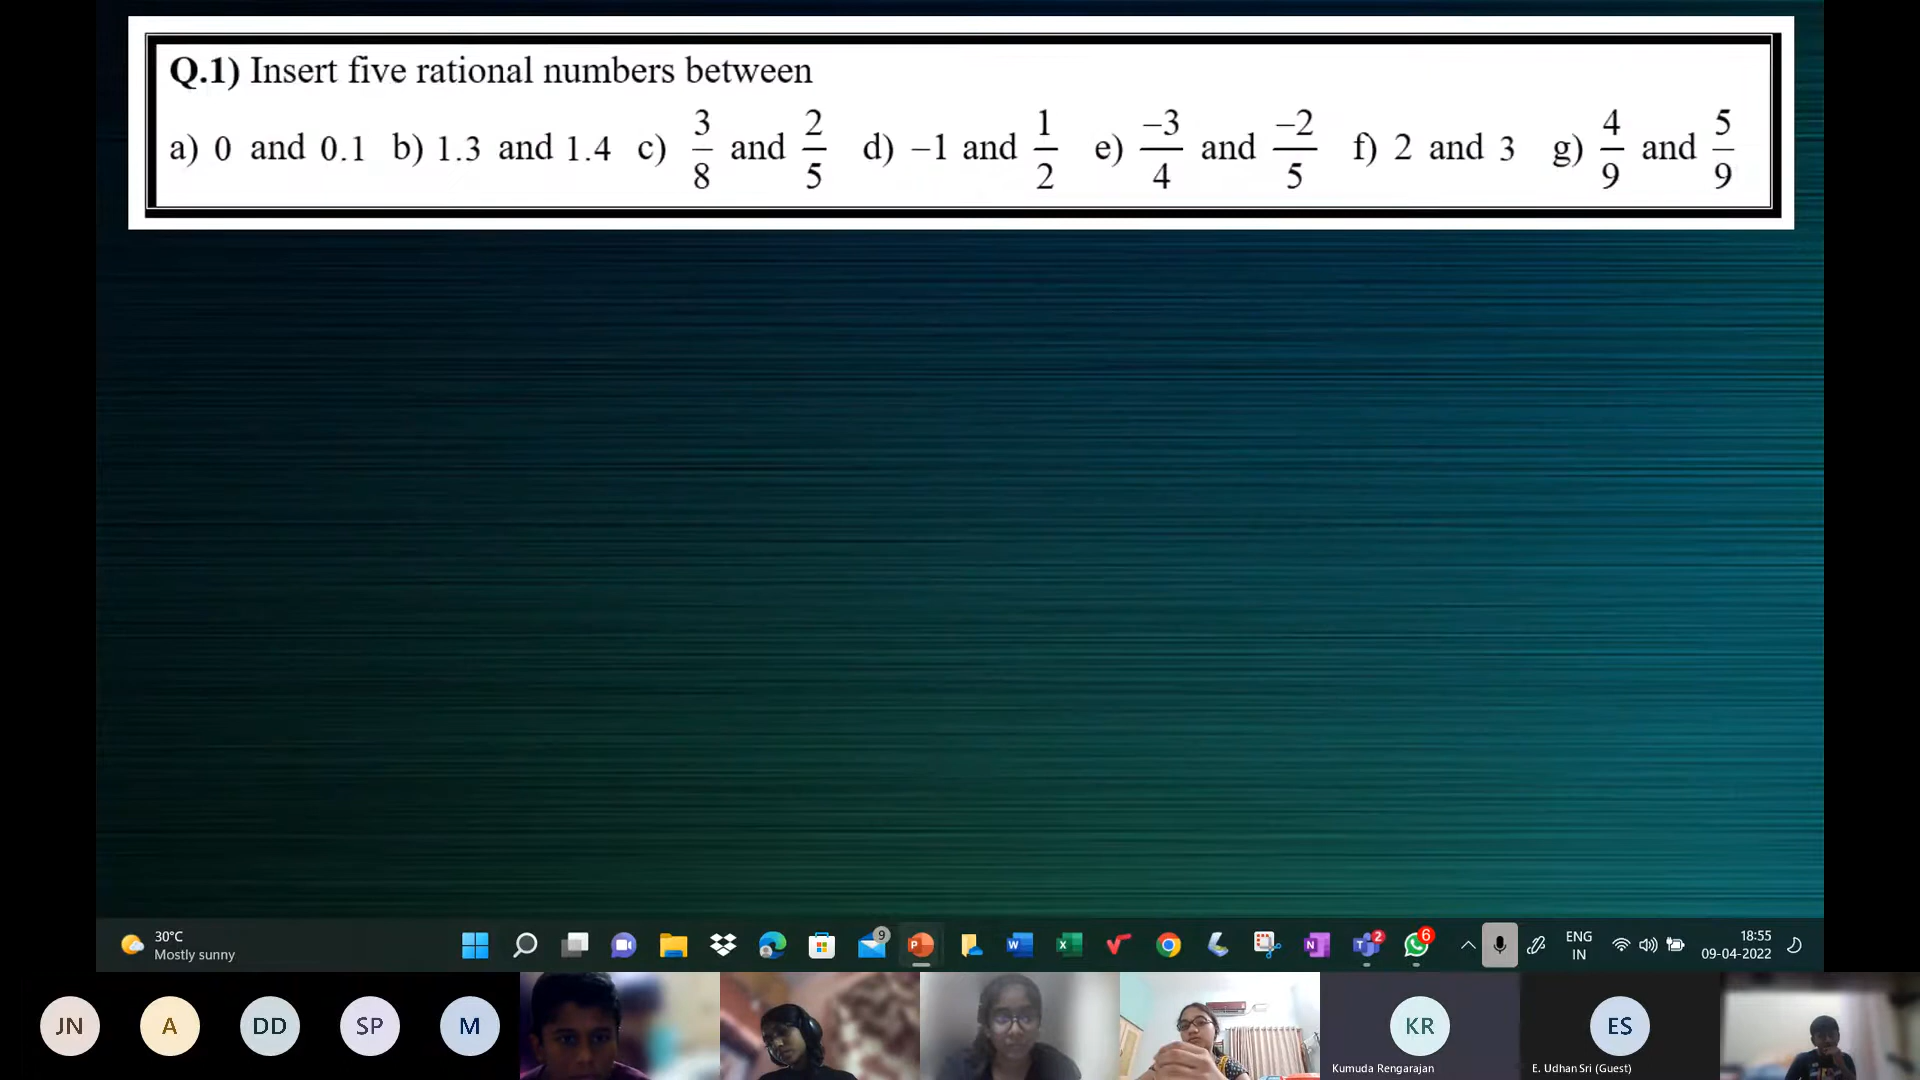 Q.1) Insert five rational numbers between
a) 0 and 0.1 b) 1.3 and 1.4 c) 3/8 and 2/5 d) −1 and 1/2 e) −3/4 and −2/5 f) 2 and 3 g) 4/9 and 5/9
30°C
Mostly sunny
9
2
6
ENG
IN
18:55
09-04-2022
JN
A
DD
SP
M
KR
Kumuda Rengarajan
ES
E. Udhan Sri (Guest)